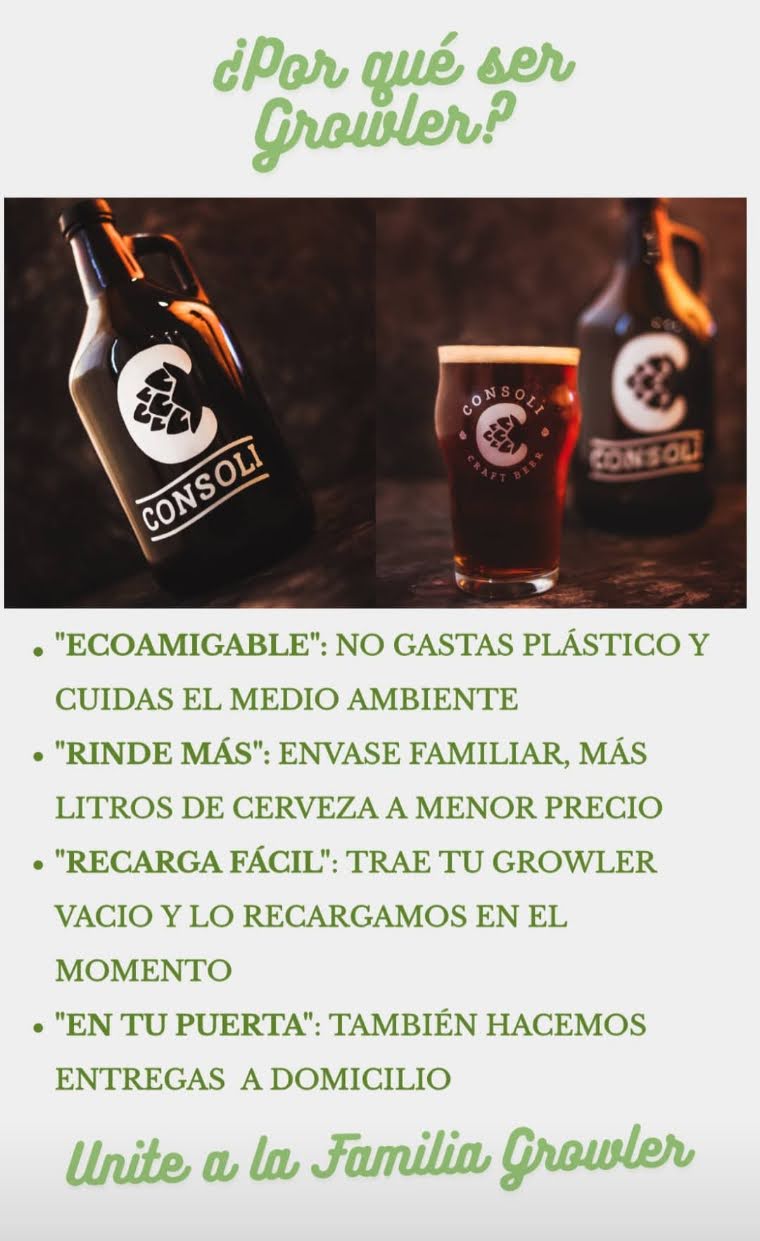 ¿Por qué ser
Growler?
C
CONSOLI
CONSOLI
C
CRAFT BEER
C
CONSOLI
• "ECOAMIGABLE": NO GASTAS PLÁSTICO Y
CUIDAS EL MEDIO AMBIENTE
• "RINDE MÁS": ENVASE FAMILIAR, MÁS
LITROS DE CERVEZA A MENOR PRECIO
• "RECARGA FÁCIL": TRAE TU GROWLER
VACIO Y LO RECARGAMOS EN EL
MOMENTO
• "EN TU PUERTA": TAMBIÉN HACEMOS
ENTREGAS  A DOMICILIO
Unite a la Familia Growler